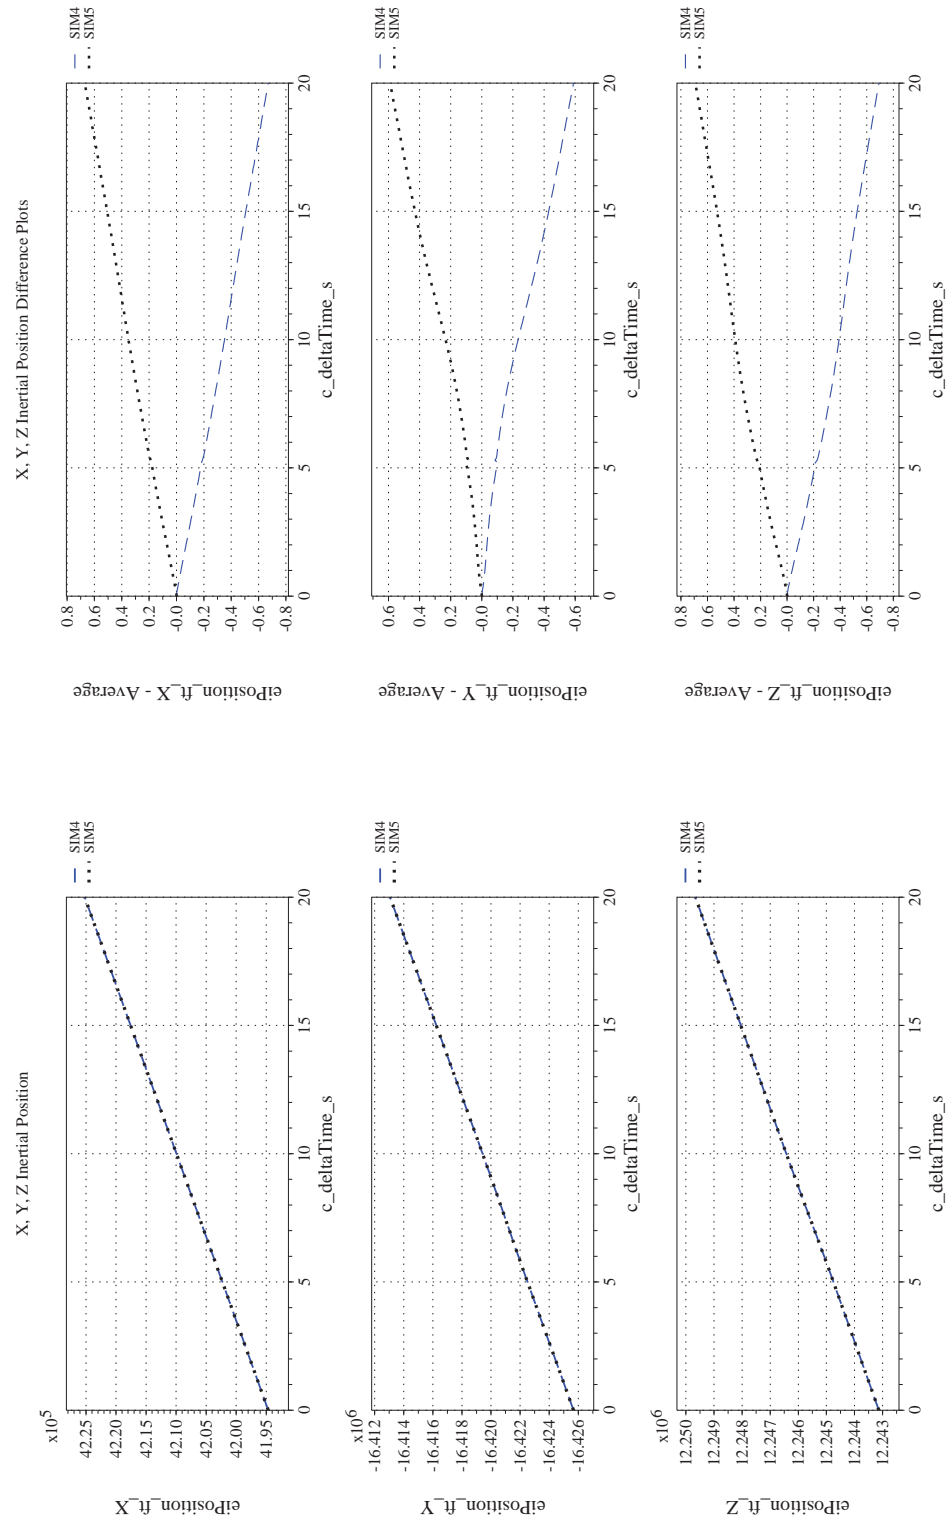 X, Y, Z Inertial Position
x10^5
42.25
42.20
42.15
42.10
42.05
42.00
41.95
eiPosition_ft_X
0 5 10 15 20
c_deltaTime_s
SIM4
SIM5
x10^6
-16.412
-16.414
-16.416
-16.418
-16.420
-16.422
-16.424
-16.426
eiPosition_ft_Y
0 5 10 15 20
c_deltaTime_s
SIM4
SIM5
x10^6
12.250
12.249
12.248
12.247
12.246
12.245
12.244
12.243
eiPosition_ft_Z
0 5 10 15 20
c_deltaTime_s
SIM4
SIM5
X, Y, Z Inertial Position Difference Plots
0.8
0.6
0.4
0.2
-0.0
-0.2
-0.4
-0.6
-0.8
eiPosition_ft_X - Average
0 5 10 15 20
c_deltaTime_s
SIM4
SIM5
0.6
0.4
0.2
-0.0
-0.2
-0.4
-0.6
eiPosition_ft_Y - Average
0 5 10 15 20
c_deltaTime_s
SIM4
SIM5
0.8
0.6
0.4
0.2
-0.0
-0.2
-0.4
-0.6
-0.8
eiPosition_ft_Z - Average
0 5 10 15 20
c_deltaTime_s
SIM4
SIM5